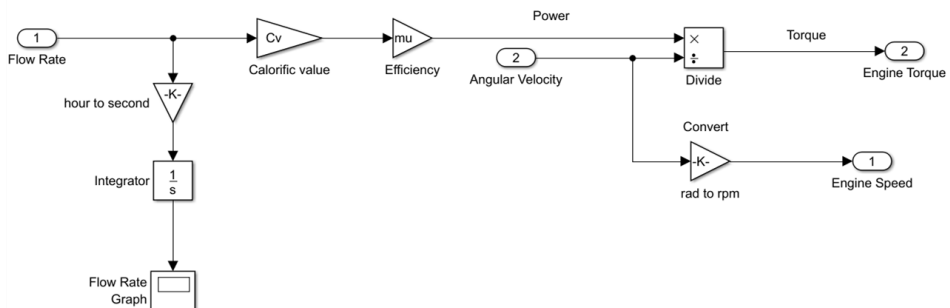 Power
1
Flow Rate
Cv
Calorific value
mu
Efficiency
2
Angular Velocity
×
÷
Divide
Torque
2
Engine Torque
-K-
hour to second
Convert
-K-
rad to rpm
1
Engine Speed
Integrator
1
s
Flow Rate
Graph